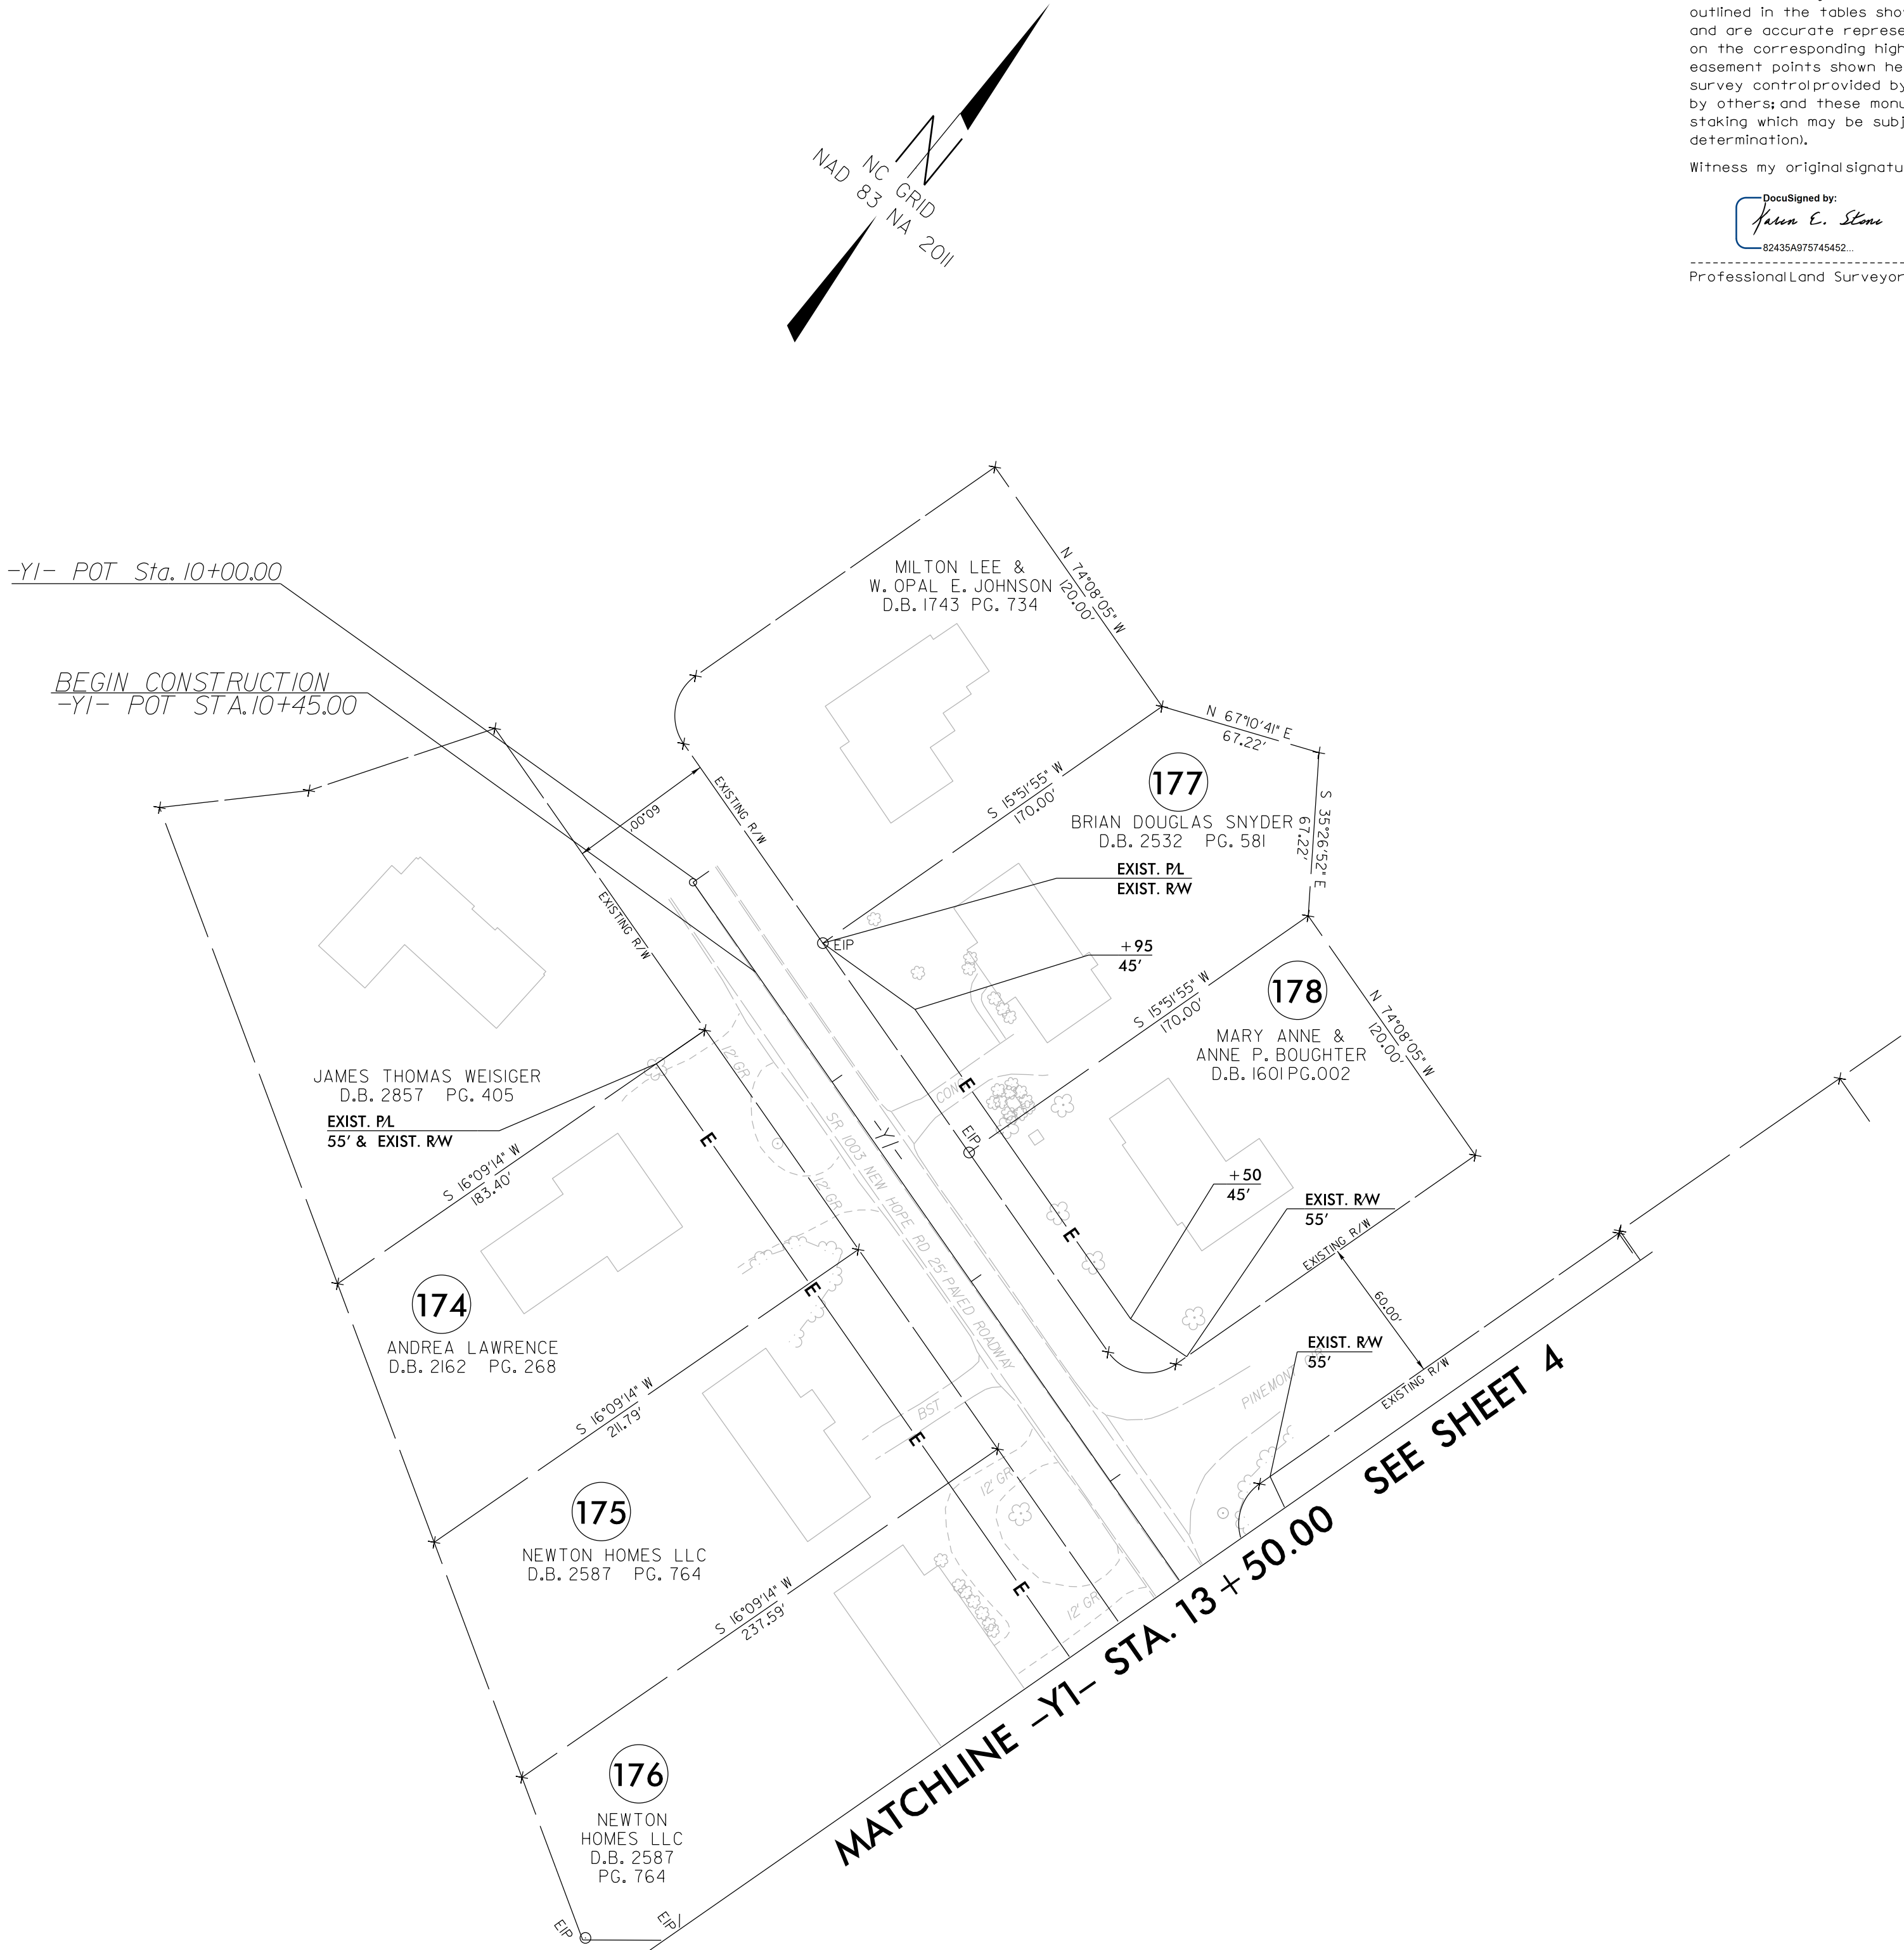 outlined in the tables
and are accurate
on the corresponding
easement points shown
survey control provided by
by others; and these
staking which may be
determination).
Witness my original
DocuSigned by:
Karen E. Stone
82435A975745452...
Professional Land Surveyor
N
NC GRID
NAD 83 NA 2011
-Y1- POT Sta. 10+00.00
BEGIN CONSTRUCTION
-Y1- POT STA. 10+45.00
MILTON LEE &
W. OPAL E. JOHNSON
D.B. 1743 PG. 734
N 74°08'05" W
120.00'
N 67°10'41" E
67.22'
S 35°26'52" E
67.22'
S 15°51'55" W
170.00'
177
BRIAN DOUGLAS SNYDER
D.B. 2532 PG. 581
EXIST. P/L
EXIST. R/W
EXISTING R/W
60.00'
EXISTING R/W
EIP
+95
45'
S 15°51'55" W
170.00'
178
MARY ANNE &
ANNE P. BOUGHTER
D.B. 1601 PG. 002
N 74°08'05" W
120.00'
JAMES THOMAS WEISIGER
D.B. 2857 PG. 405
EXIST. P/L
55' & EXIST. R/W
12' GR
CON
E
E
-Y1-
EIP
SR 1003 NEW HOPE RD 25' PAVED ROADWAY
S 16°09'14" W
183.40'
12' GR
+50
45'
EXIST. R/W
55'
E
EXISTING R/W
60.00'
174
ANDREA LAWRENCE
D.B. 2162 PG. 268
E
EXIST. R/W
55'
PINEMONT
EXISTING R/W
S 16°09'14" W
211.79'
BST
E
12' GR
175
NEWTON HOMES LLC
D.B. 2587 PG. 764
E
12' GR
S 16°09'14" W
237.59'
MATCHLINE -Y1- STA. 13+50.00 SEE SHEET 4
176
NEWTON
HOMES LLC
D.B. 2587
PG. 764
EIP
EIP